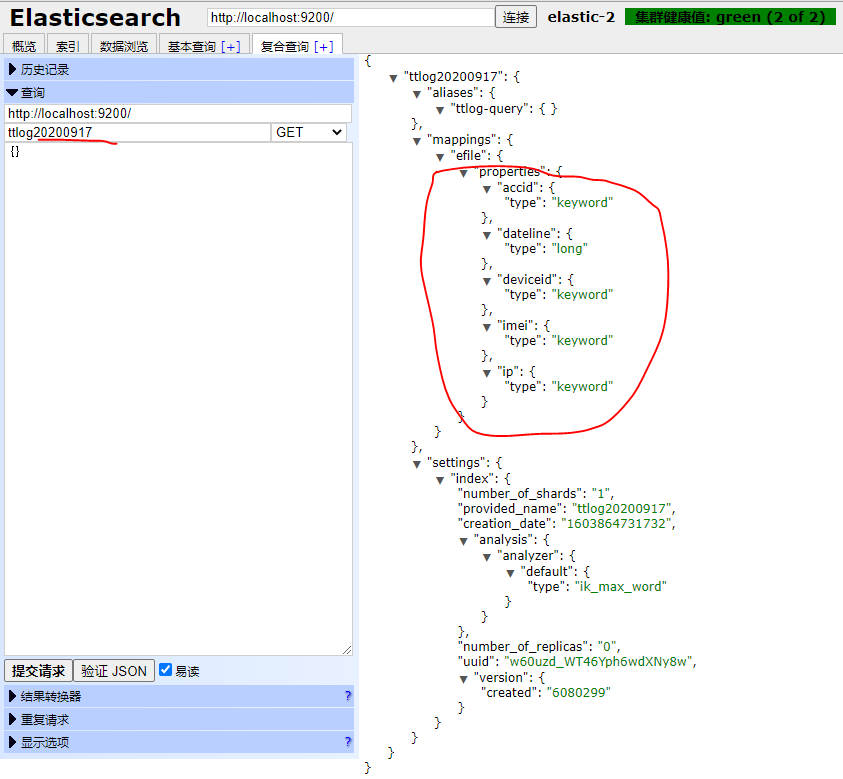 Elasticsearch
http://localhost:9200/
连接
elastic-2
集群健康值: green (2 of 2)
概览
索引
数据浏览
基本查询 [+]
复合查询 [+]
历史记录
查询
http://localhost:9200/
ttlog20200917
GET
{}
提交请求
验证 JSON
易读
结果转换器
?
重复请求
显示选项
?
{
"ttlog20200917": {
"aliases": {
"ttlog-query": { }
},
"mappings": {
"efile": {
"properties": {
"accid": {
"type": "keyword"
},
"dateline": {
"type": "long"
},
"deviceid": {
"type": "keyword"
},
"imei": {
"type": "keyword"
},
"ip": {
"type": "keyword"
}
}
}
},
"settings": {
"index": {
"number_of_shards": "1",
"provided_name": "ttlog20200917",
"creation_date": "1603864731732",
"analysis": {
"analyzer": {
"default": {
"type": "ik_max_word"
}
}
},
"number_of_replicas": "0",
"uuid": "w60uzd_WT46Yph6wdXNy8w",
"version": {
"created": "6080299"
}
}
}
}
}